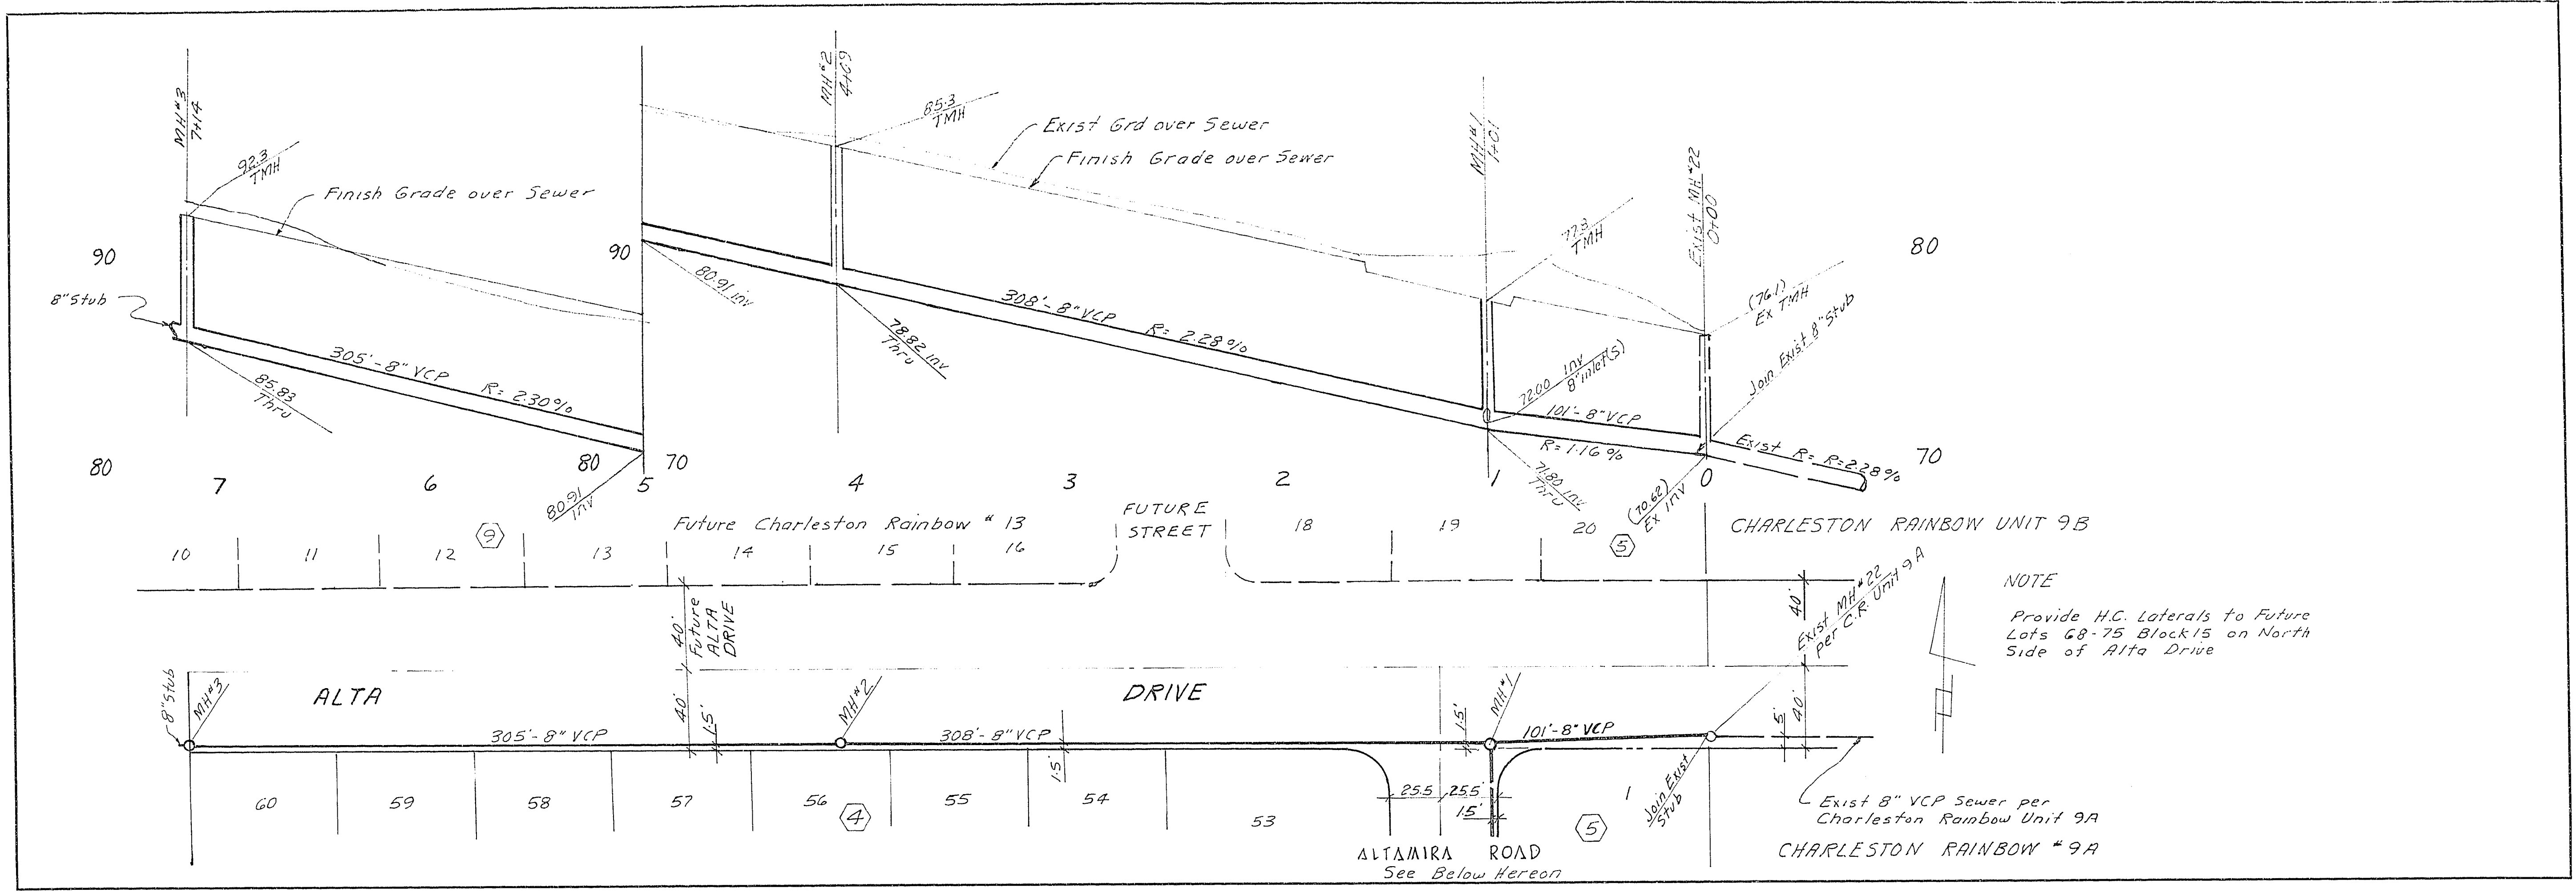 MH#3
7+14
92.3
TMH
Finish Grade over Sewer
90
8" Stub
305'-8" VCP R= 2.30%
85.83
Thru
80
7
6
80
80.91
INV
5
90
70
MH#2
4+09
85.3
TMH
Exist Grd over Sewer
Finish Grade over Sewer
80.91 inv
78.82 inv
Thru
308'-8" VCP R= 2.28%
4
3
2
MH#1
1+01
77.3
TMH
72.00 Inv
8" inlet(S)
101'-8" VCP
R= 1.16%
71.80 inv
Thru
1
Exist MH#22
0+00
(76.1)
Ex TMH
Join Exist 8" Stub
Exist R= R=2.28%
(70.62)
Ex Inv
0
80
70
Future Charleston Rainbow # 13
FUTURE
STREET
CHARLESTON RAINBOW UNIT 9B
10 11 12 9 13 14 15 16 18 19 20 5
40'
Future
ALTA
DRIVE
40'
Exist MH#22
per C.R. Unit 9A
NOTE
Provide H.C. Laterals to Future
Lots 68-75 Block 15 on North
Side of Alta Drive
8" Stub
MH#3
ALTA DRIVE
40'
1.5'
MH#2
MH#1
1.5'
5'
40'
305'-8" VCP
308'-8" VCP
101'-8" VCP
1.5'
60 59 58 57 56 4 55 54 53
25.5 25.5'
1.5'
1
5
Join Exist
Stub
Exist 8" VCP Sewer per
Charleston Rainbow Unit 9A
CHARLESTON RAINBOW #9A
ALTAMIRA ROAD
See Below Hereon